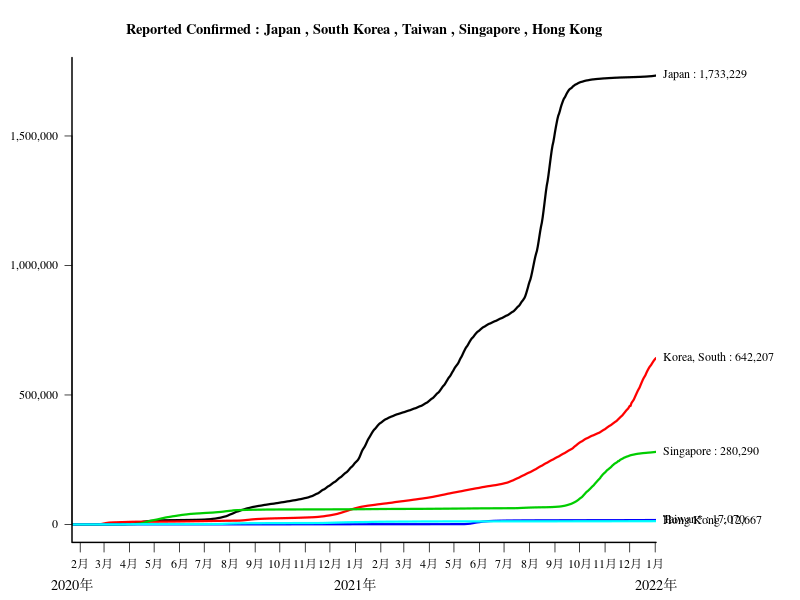 Reported Confirmed : Japan , South Korea , Taiwan , Singapore , Hong Kong
Japan : 1,733,229
1,500,000
1,000,000
Korea, South : 642,207
500,000
Singapore : 280,290
Taiwan* : 17,070
Hong Kong : 12,667
0
2月 3月 4月 5月 6月 7月 8月 9月 10月 11月 12月 1月 2月 3月 4月 5月 6月 7月 8月 9月 10月 11月 12月 1月
2020年 2021年 2022年